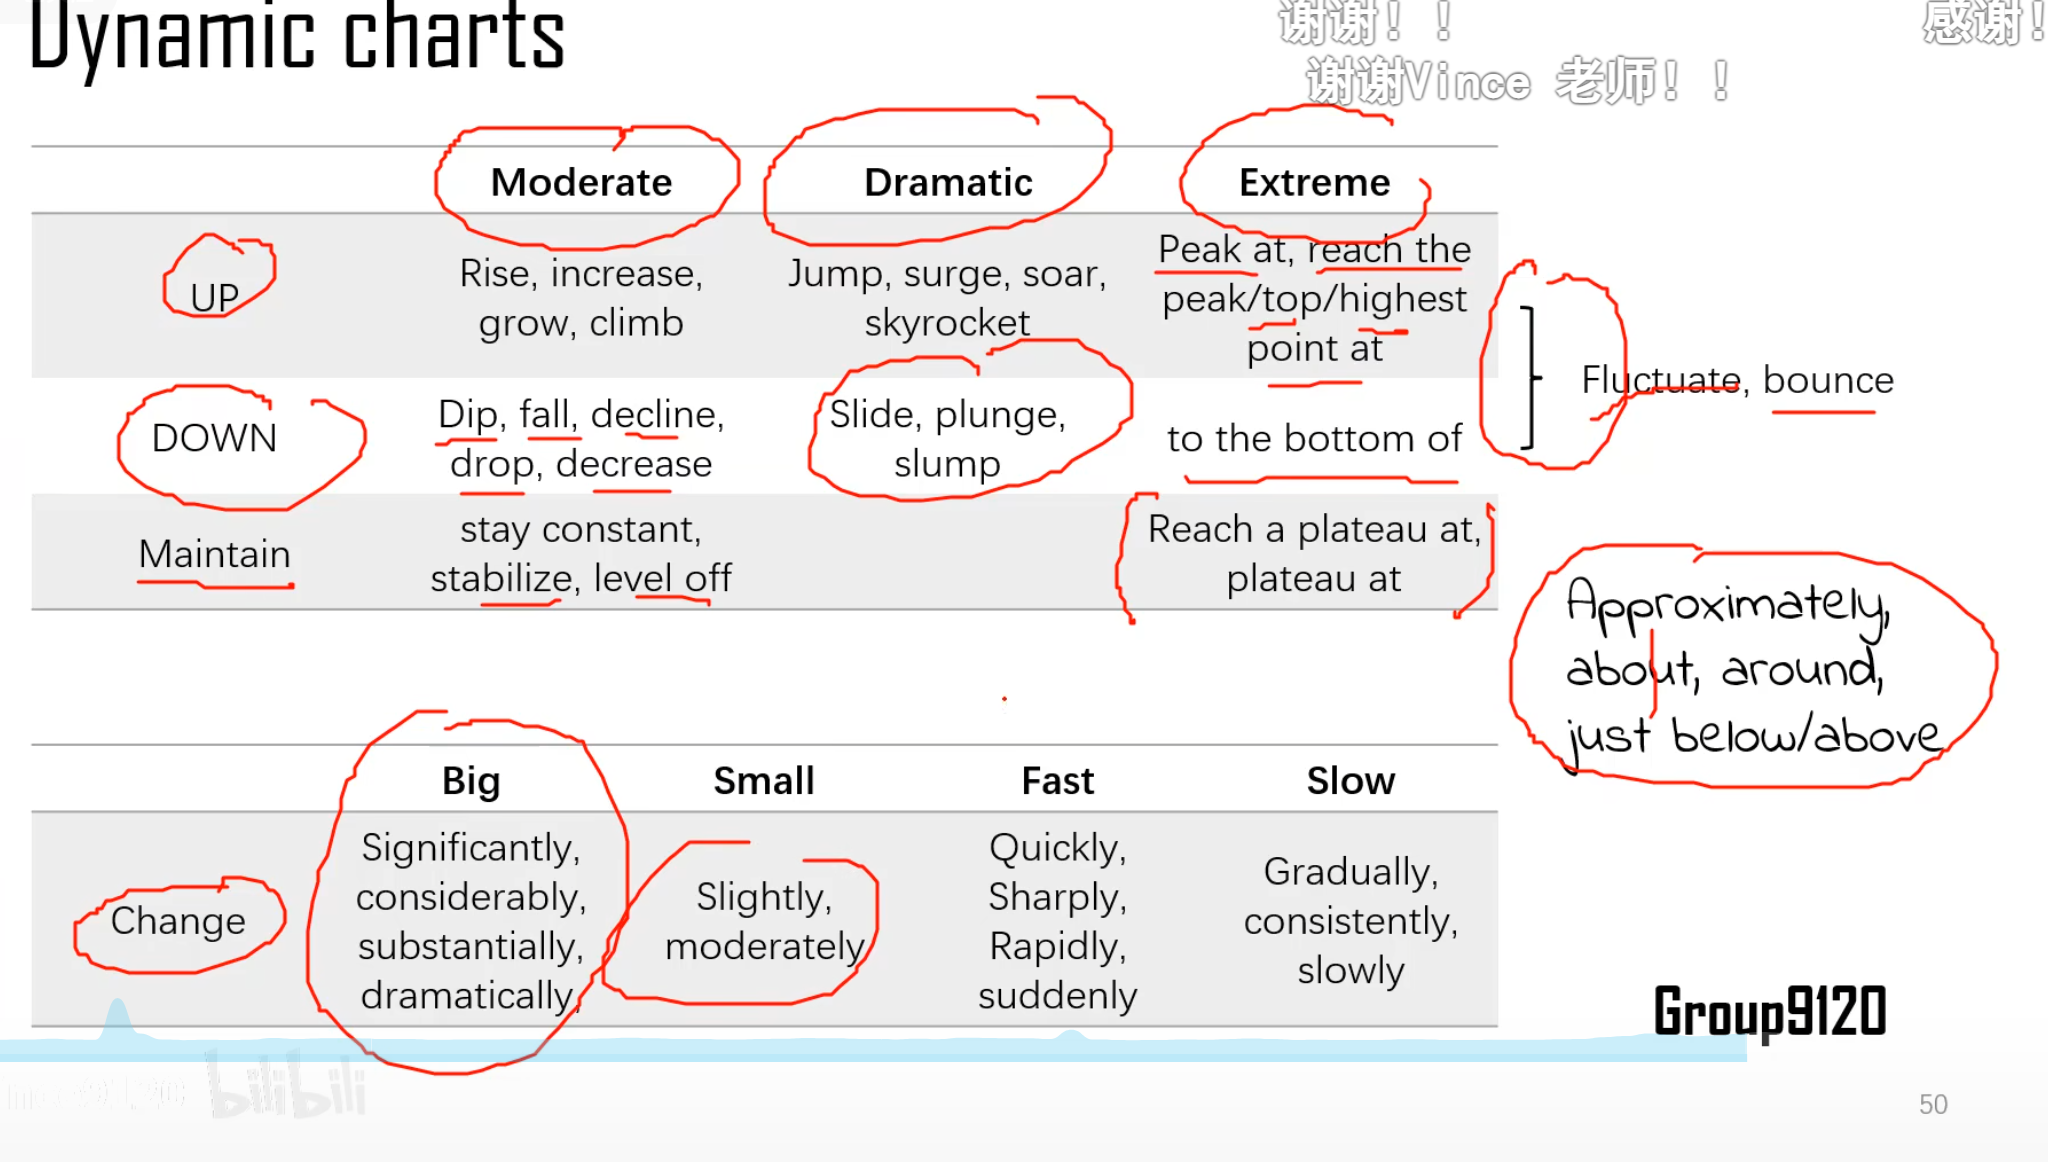 Dynamic charts
谢谢！！
感谢！
谢谢Vince 老师！！
Moderate Dramatic Extreme
UP
Rise, increase,
grow, climb
Jump, surge, soar,
skyrocket
Peak at, reach the
peak/top/highest
point at
DOWN
Dip, fall, decline,
drop, decrease
Slide, plunge,
slump
to the bottom of
Fluctuate, bounce
Maintain
stay constant,
stabilize, level off
Reach a plateau at,
plateau at
Approximately,
about, around,
just below/above
Big Small Fast Slow
Change
Significantly,
considerably,
substantially,
dramatically,
Slightly,
moderately
Quickly,
Sharply,
Rapidly,
suddenly
Gradually,
consistently,
slowly
Group9120
bilibili
50